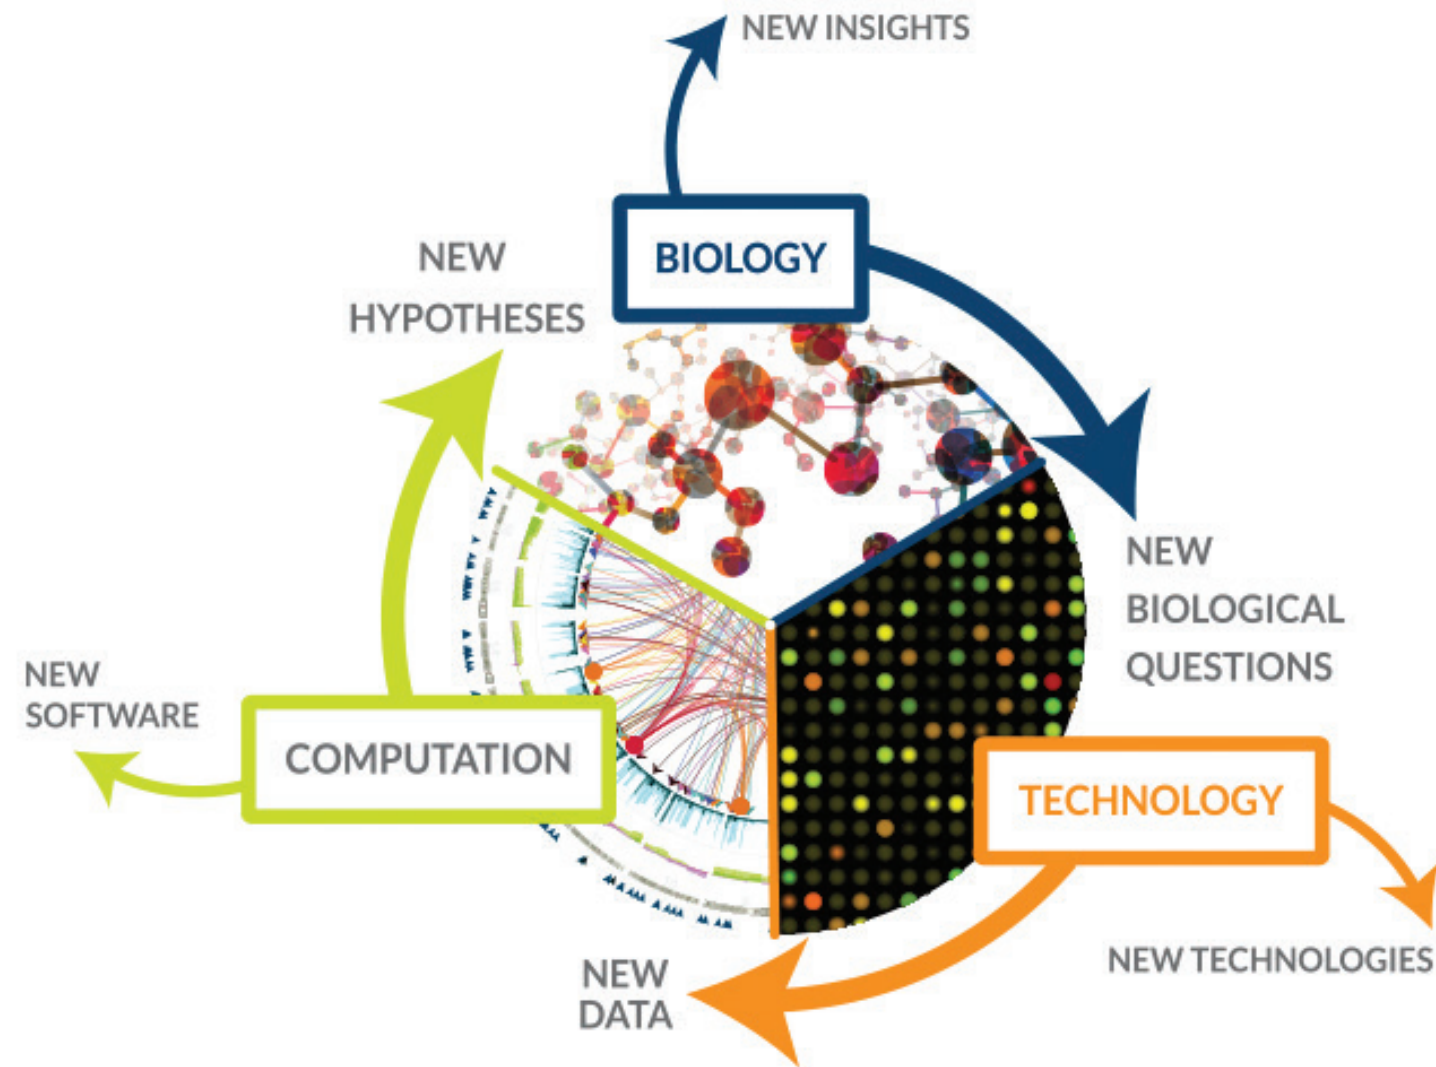 NEW INSIGHTS
BIOLOGY
NEW
HYPOTHESES
NEW
BIOLOGICAL
QUESTIONS
NEW
SOFTWARE
COMPUTATION
TECHNOLOGY
NEW TECHNOLOGIES
NEW
DATA